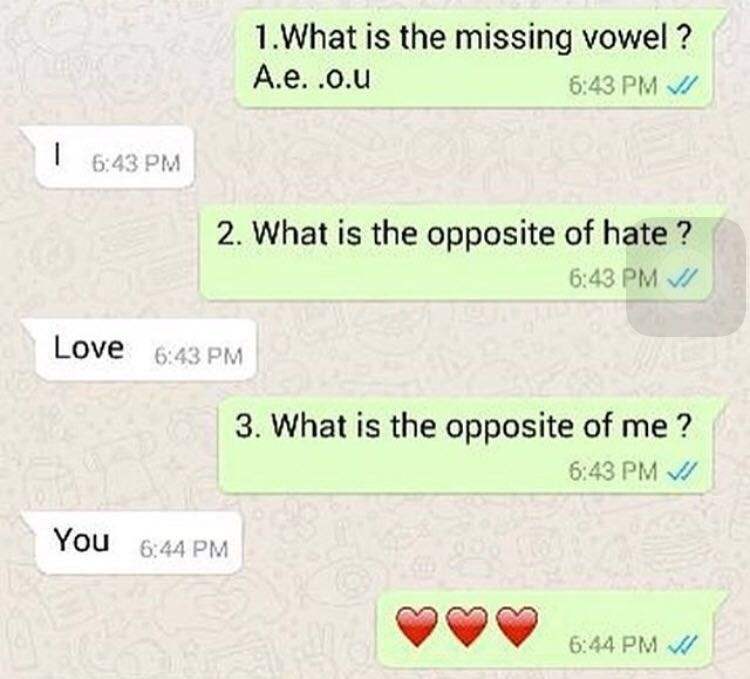 1.What is the missing vowel ?
A.e. .o.u 6:43 PM
I 6:43 PM
2. What is the opposite of hate ?
6:43 PM
Love 6:43 PM
3. What is the opposite of me ?
6:43 PM
You 6:44 PM
❤❤❤ 6:44 PM